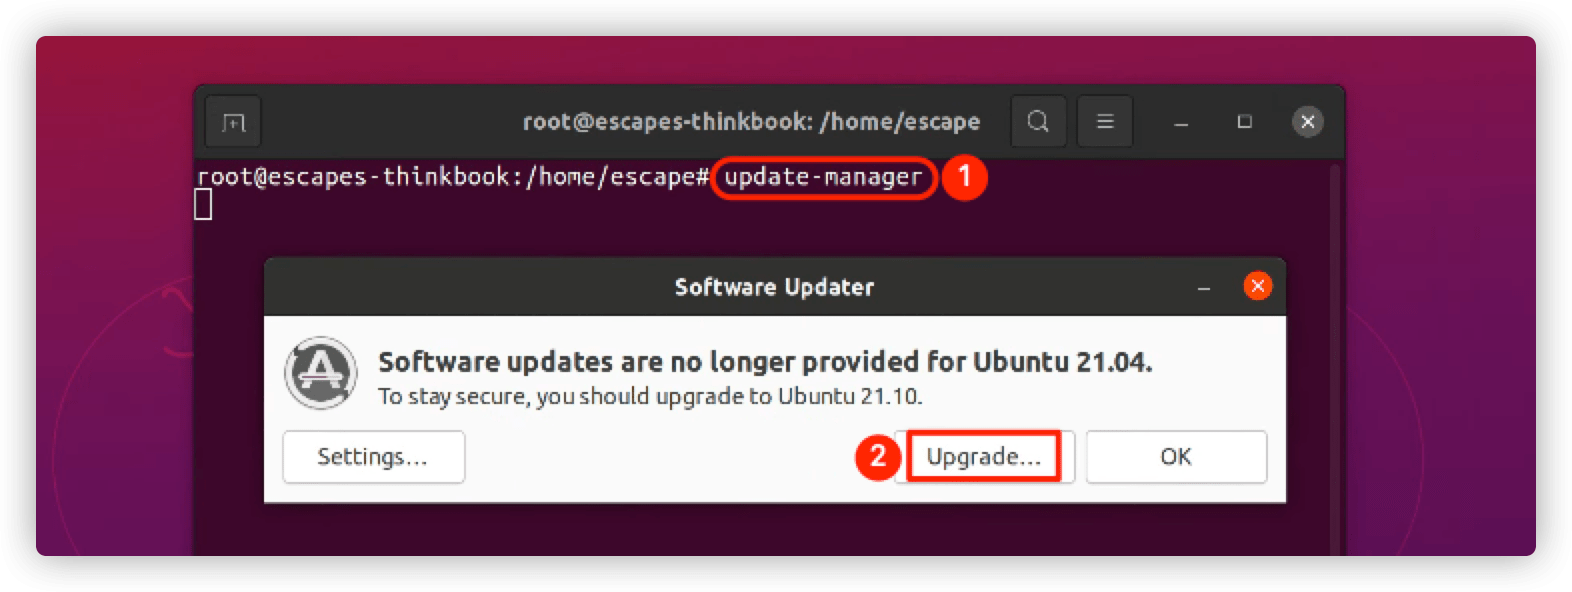 root@escapes-thinkbook: /home/escape
root@escapes-thinkbook:/home/escape# update-manager 1
Software Updater
Software updates are no longer provided for Ubuntu 21.04.
To stay secure, you should upgrade to Ubuntu 21.10.
Settings... 2 Upgrade... OK